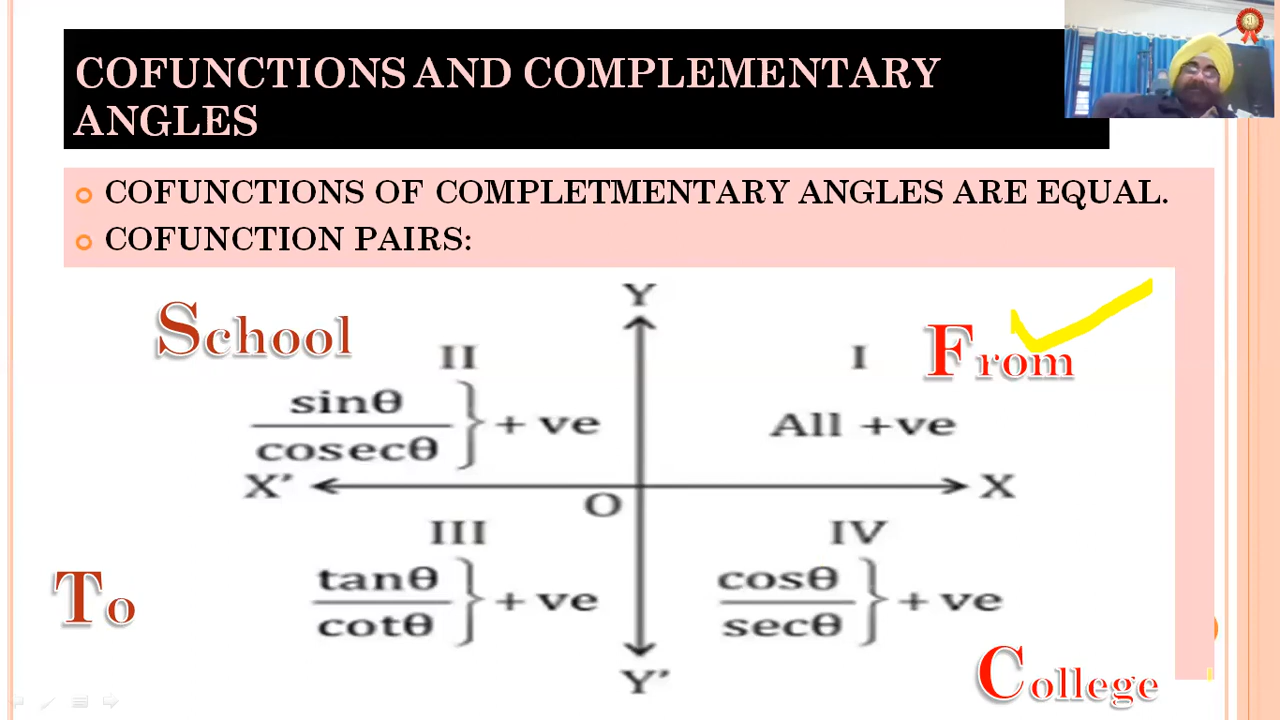 COFUNCTIONS AND COMPLEMENTARY
ANGLES
COFUNCTIONS OF COMPLETMENTARY ANGLES ARE EQUAL.
COFUNCTION PAIRS:
Y
School
From
II
I
sinθ
cosecθ
+ ve
All +ve
X’
X
O
III
IV
tanθ
cotθ
+ ve
cosθ
secθ
+ ve
To
Y’
College